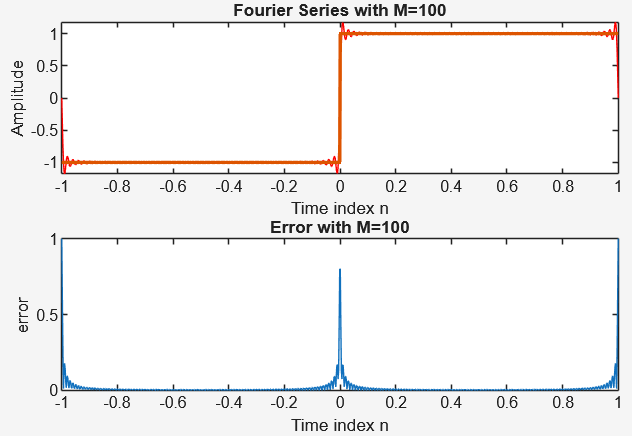 Fourier Series with M=100
1
0.5
0
-0.5
-1
Amplitude
-1 -0.8 -0.6 -0.4 -0.2 0 0.2 0.4 0.6 0.8 1
Time index n
Error with M=100
1
0.5
0
error
-1 -0.8 -0.6 -0.4 -0.2 0 0.2 0.4 0.6 0.8 1
Time index n